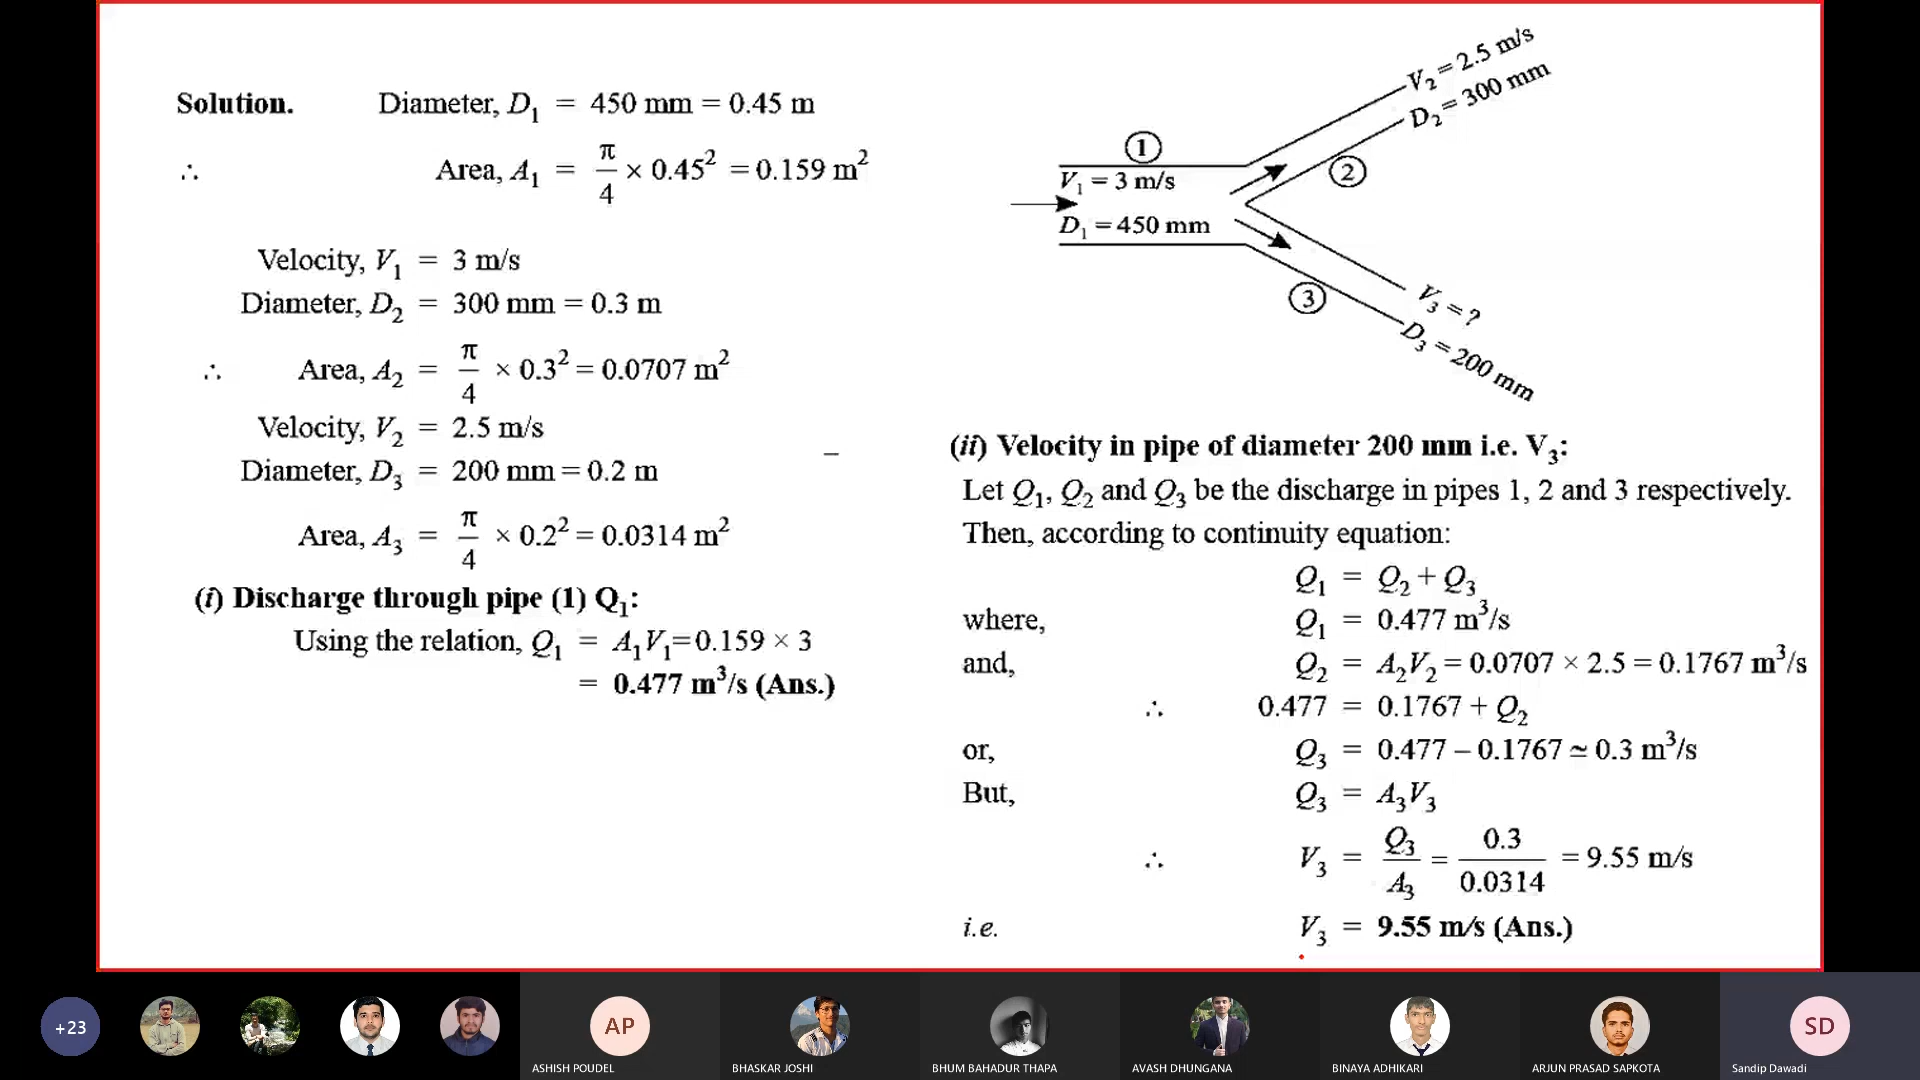 Solution. Diameter, D₁ = 450 mm = 0.45 m
∴ Area, A₁ = π/4 × 0.45² = 0.159 m²
Velocity, V₁ = 3 m/s
Diameter, D₂ = 300 mm = 0.3 m
∴ Area, A₂ = π/4 × 0.3² = 0.0707 m²
Velocity, V₂ = 2.5 m/s
Diameter, D₃ = 200 mm = 0.2 m
Area, A₃ = π/4 × 0.2² = 0.0314 m²
(i) Discharge through pipe (1) Q₁:
Using the relation, Q₁ = A₁V₁=0.159 × 3
= 0.477 m³/s (Ans.)
V₂ = 2.5 m/s
D₂ = 300 mm
①
V₁ = 3 m/s
②
D₁ = 450 mm
③
V₃ = ?
D₃ = 200 mm
(ii) Velocity in pipe of diameter 200 mm i.e. V₃:
Let Q₁, Q₂ and Q₃ be the discharge in pipes 1, 2 and 3 respectively.
Then, according to continuity equation:
Q₁ = Q₂ + Q₃
where, Q₁ = 0.477 m³/s
and, Q₂ = A₂V₂ = 0.0707 × 2.5 = 0.1767 m³/s
∴ 0.477 = 0.1767 + Q₂
or, Q₃ = 0.477 – 0.1767 ≃ 0.3 m³/s
But, Q₃ = A₃V₃
∴ V₃ = Q₃/A₃ = 0.3/0.0314 = 9.55 m/s
i.e. V₃ = 9.55 m/s (Ans.)
+23
AP
SD
ASHISH POUDEL
BHASKAR JOSHI
BHUM BAHADUR THAPA
AVASH DHUNGANA
BINAYA ADHIKARI
ARJUN PRASAD SAPKOTA
Sandip Dawadi